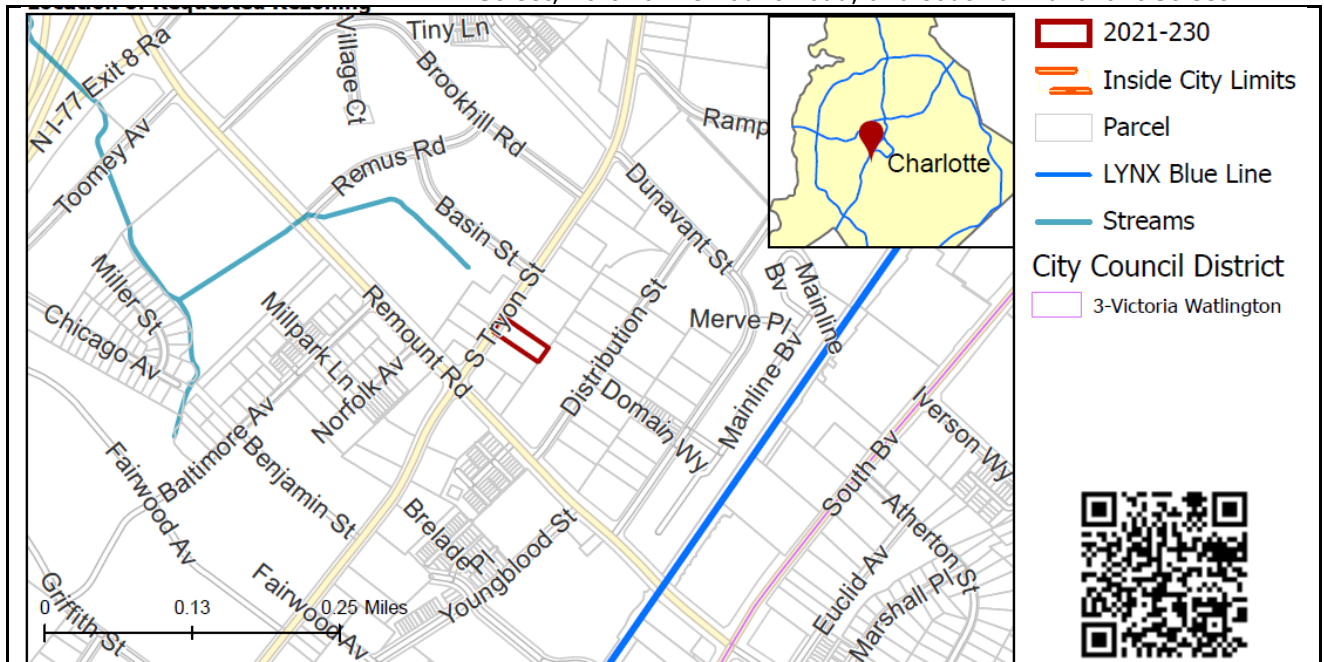 N I-77 Exit 8 Ra
Toomey Av
Village Ct
Tiny Ln
Brookhill Rd
Remus Rd
Basin St
Ramp
Dunavant St
Charlotte
Miller St
Chicago Av
Millpark Ln
Norfolk Av
Remount Rd
S Tryon St
Distribution St
Merve Pl
Mainline
Bv
Mainline Bv
Domain Wy
Baltimore Av
Benjamin St
Fairwood Av
Brelade Pl
Youngblood St
South Bv
Iverson Wy
Atherton St
Euclid Av
Marshall Pl
Griffith St
Fairwood Av
0 0.13 0.25 Miles
2021-230
Inside City Limits
Parcel
LYNX Blue Line
Streams
City Council District
3-Victoria Watlington